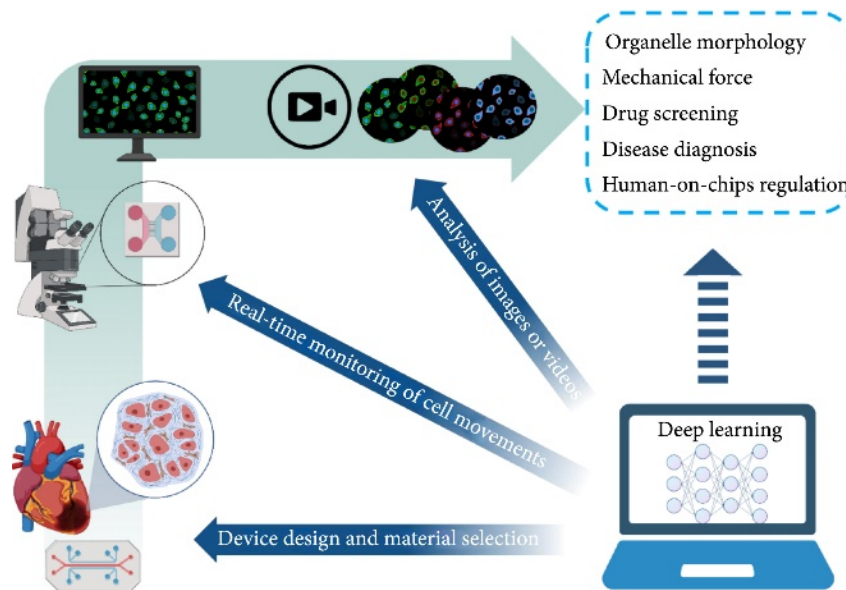 Organelle morphology
Mechanical force
Drug screening
Disease diagnosis
Human-on-chips regulation
Analysis of images or videos
Real-time monitoring of cell movements
Deep learning
Device design and material selection